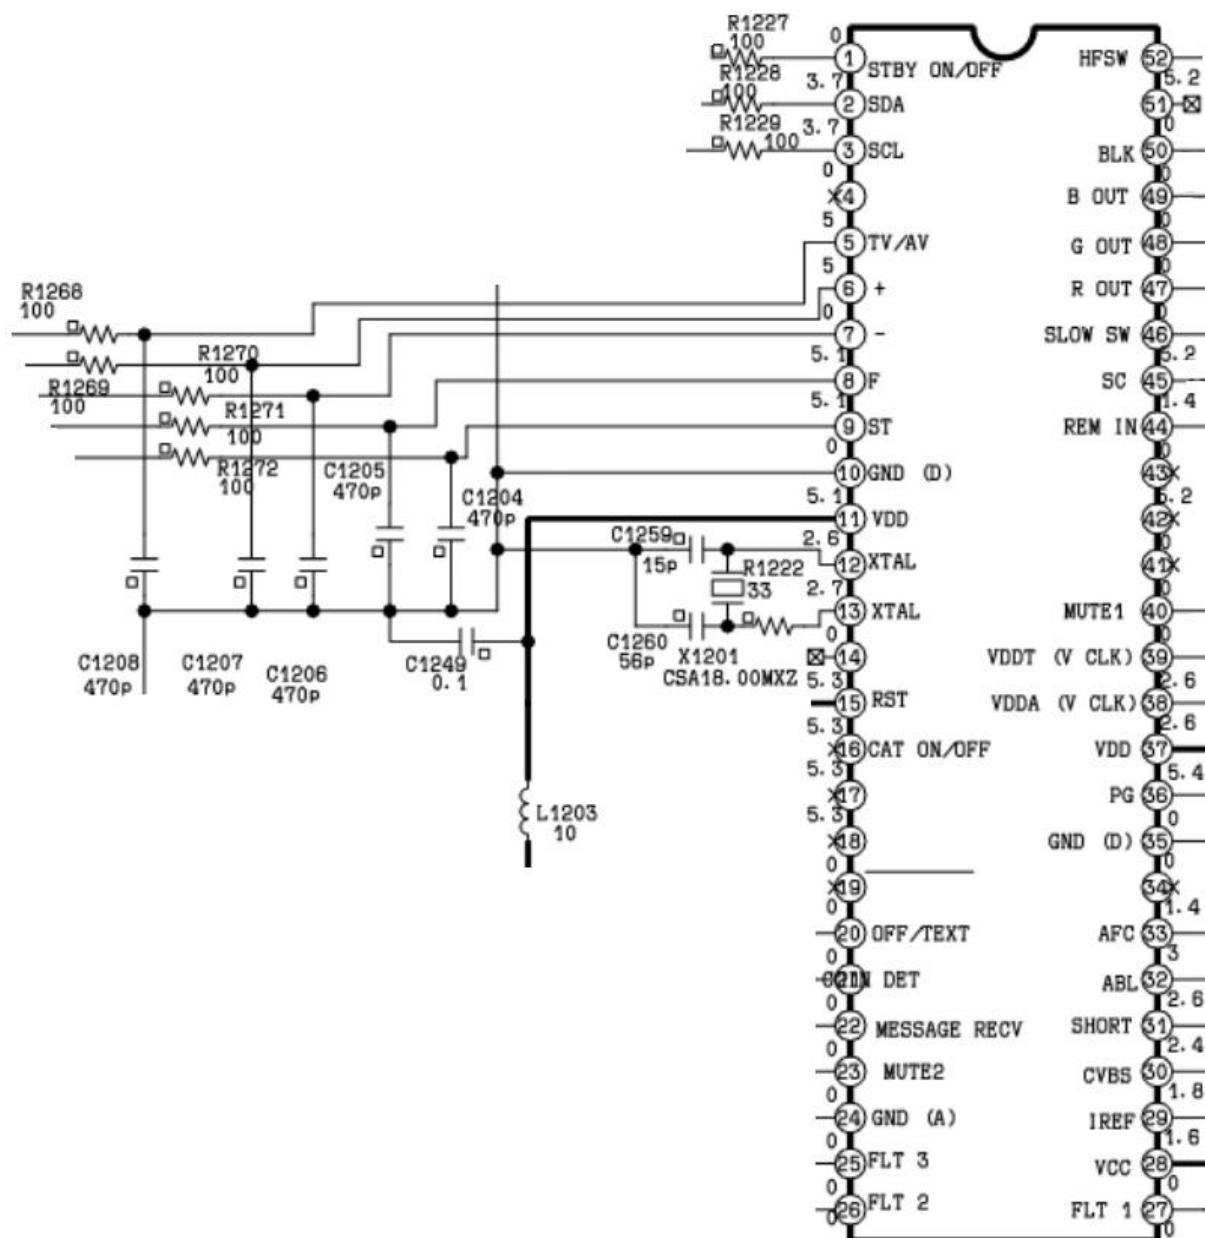 R1227
100
R1228
100
R1229
100
R1268
100
R1270
100
R1269
100
R1271
100
R1272
100
C1205
470p
C1204
470p
C1259
15p
R1222
33
C1260
56p
X1201
CSA18.00MXZ
C1208
470p
C1207
470p
C1206
470p
C1249
0.1
L1203
10
0
1 STBY ON/OFF
3.7
2 SDA
3.7
3 SCL
0
4
5
5 TV/AV
5
6 +
0
7 -
5.1
8 F
5.1
9 ST
0
10 GND (D)
5.1
11 VDD
2.6
12 XTAL
2.7
13 XTAL
0
14
5.3
15 RST
5.3
16 CAT ON/OFF
5.3
17
5.3
18
0
19
0
20 OFF/TEXT
0
21 DET
0
22 MESSAGE RECV
0
23 MUTE2
0
24 GND (A)
0
25 FLT 3
0
26 FLT 2
0
HFSW 52
5.2
51
0
BLK 50
0
B OUT 49
0
G OUT 48
0
R OUT 47
0
SLOW SW 46
5.2
SC 45
1.4
REM IN 44
0
43
5.2
42
0
41
0
MUTE1 40
0
VDDT (V CLK) 39
2.6
VDDA (V CLK) 38
2.6
VDD 37
5.4
PG 36
0
GND (D) 35
0
34
1.4
AFC 33
3
ABL 32
2.6
SHORT 31
2.4
CVBS 30
1.8
IREF 29
1.6
VCC 28
0
FLT 1 27
0